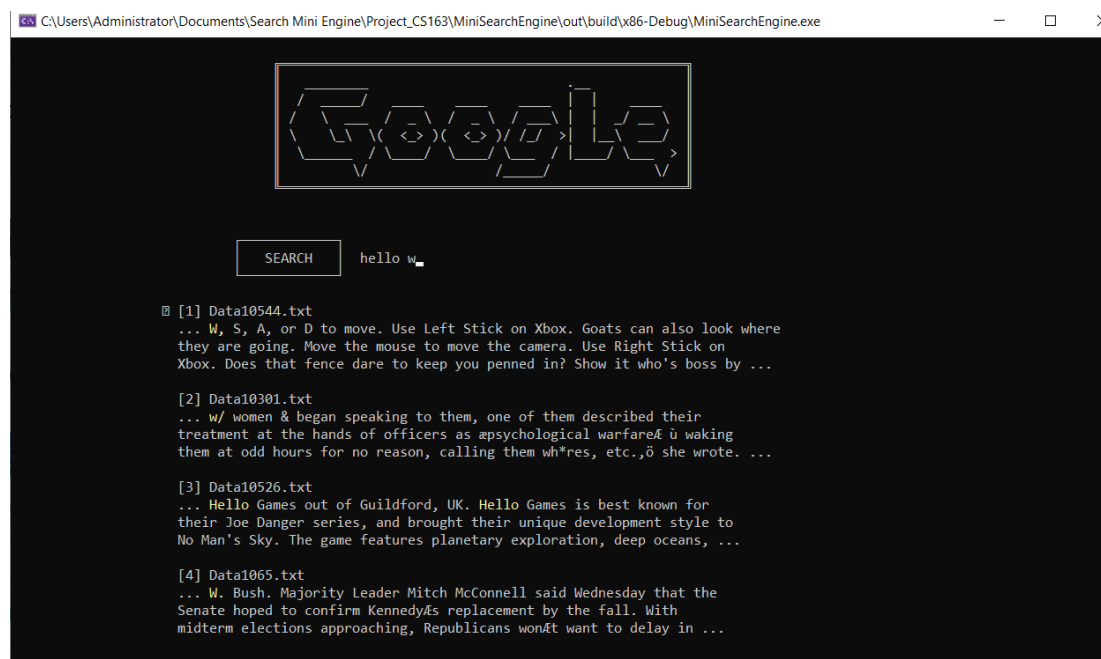 C:\Users\Administrator\Documents\Search Mini Engine\Project_CS163\MiniSearchEngine\out\build\x86-Debug\MiniSearchEngine.exe
Google
SEARCH hello w
[1] Data10544.txt
... W, S, A, or D to move. Use Left Stick on Xbox. Goats can also look where
they are going. Move the mouse to move the camera. Use Right Stick on
Xbox. Does that fence dare to keep you penned in? Show it who's boss by ...
[2] Data10301.txt
... w/ women & began speaking to them, one of them described their
treatment at the hands of officers as æpsychological warfareÆ ù waking
them at odd hours for no reason, calling them wh*res, etc.,ö she wrote. ...
[3] Data10526.txt
... Hello Games out of Guildford, UK. Hello Games is best known for
their Joe Danger series, and brought their unique development style to
No Man's Sky. The game features planetary exploration, deep oceans, ...
[4] Data1065.txt
... W. Bush. Majority Leader Mitch McConnell said Wednesday that the
Senate hoped to confirm KennedyÆs replacement by the fall. With
midterm elections approaching, Republicans wonÆt want to delay in ...